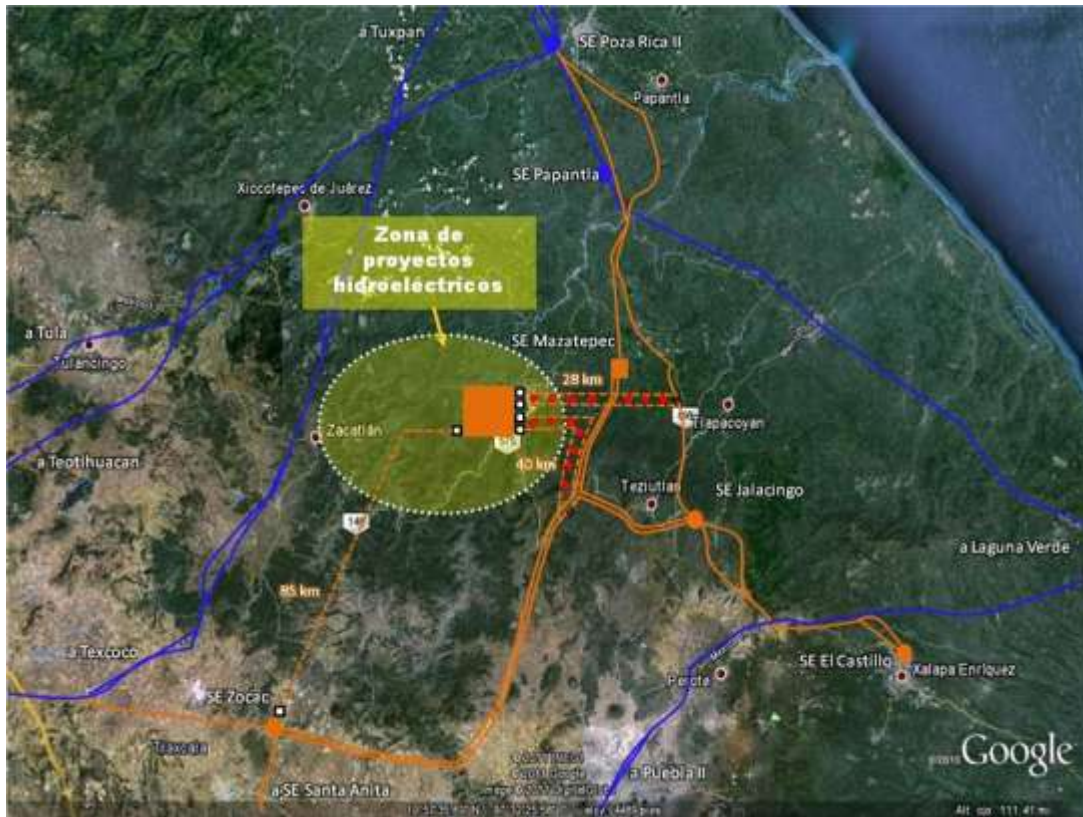 a Tuxpan
SE Poza Rica II
Papantla
SE Papantla
Xicotepec de Juárez
Zona de
proyectos
hidroeléctricos
a Tula
Tulancingo
SE Mazatepec
28 km
Tlapacoyan
Zacatlán
a Teotihuacan
40 km
Teziutlan
SE Jalacingo
a Laguna Verde
85 km
a Texcoco
SE El Castillo
Xalapa Enríquez
Perote
SE Zocac
Tlaxcala
a SE Santa Anita
a Puebla II
Google